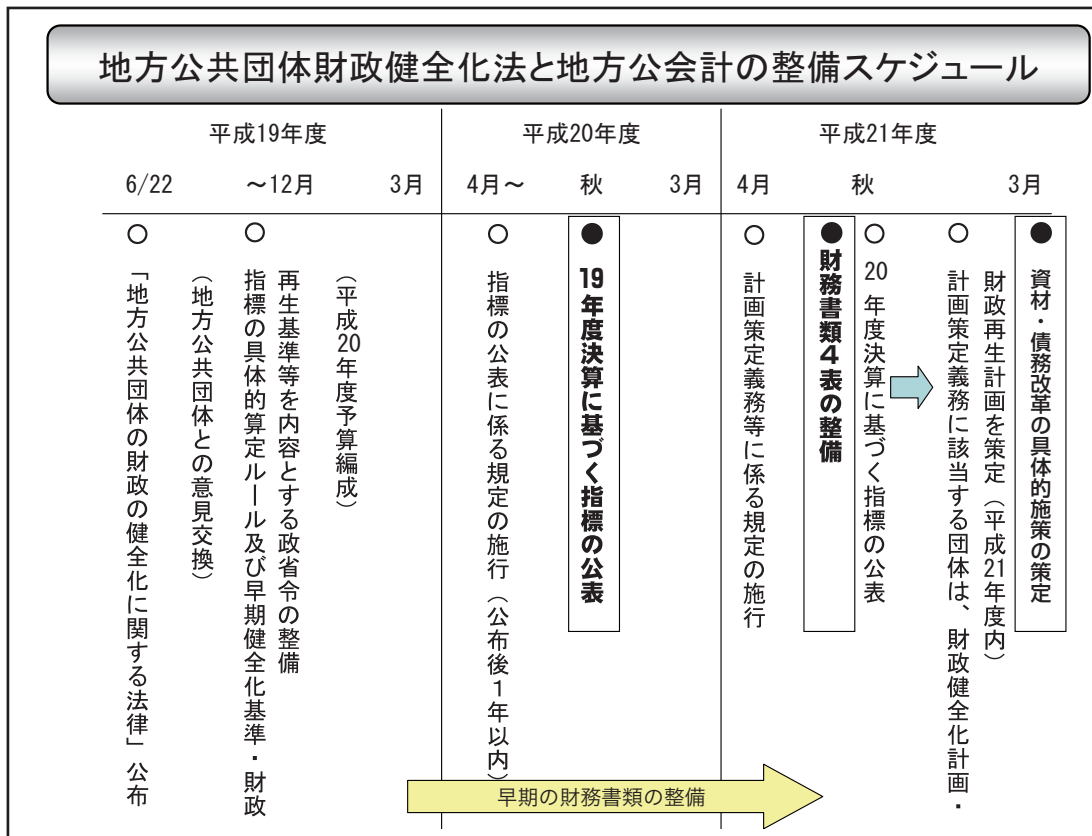 地方公共団体財政健全化法と地方公会計の整備スケジュール
平成19年度
平成20年度
平成21年度
6/22
～12月
3月
4月～
秋
3月
4月
秋
3月
○「地方公共団体の財政の健全化に関する法律」公布
（地方公共団体との意見交換）
○指標の具体的算定ルール及び早期健全化基準・財政
再生基準等を内容とする政省令の整備
（平成20年度予算編成）
○指標の公表に係る規定の施行（公布後１年以内）
●19年度決算に基づく指標の公表
○計画策定義務等に係る規定の施行
●財務書類４表の整備
○20年度決算に基づく指標の公表
○計画策定義務に該当する団体は、財政健全化計画・
財政再生計画を策定（平成21年度内）
●資材・債務改革の具体的施策の策定
早期の財務書類の整備